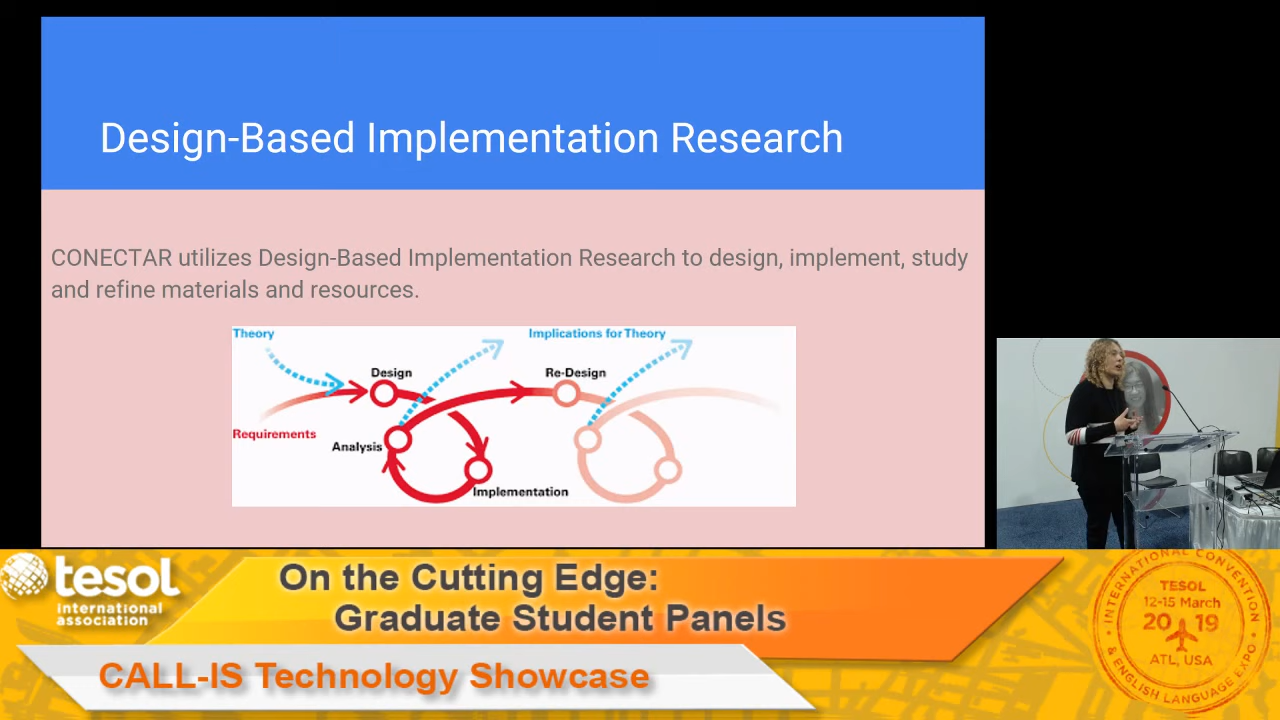 Design-Based Implementation Research
CONECTAR utilizes Design-Based Implementation Research to design, implement, study
and refine materials and resources.
Theory
Implications for Theory
Design
Re-Design
Requirements
Analysis
Implementation
tesol
international
association
On the Cutting Edge:
Graduate Student Panels
CALL-IS Technology Showcase
INTERNATIONAL CONVENTION
TESOL
12-15 March
20 19
ATL, USA
& ENGLISH LANGUAGE EXPO